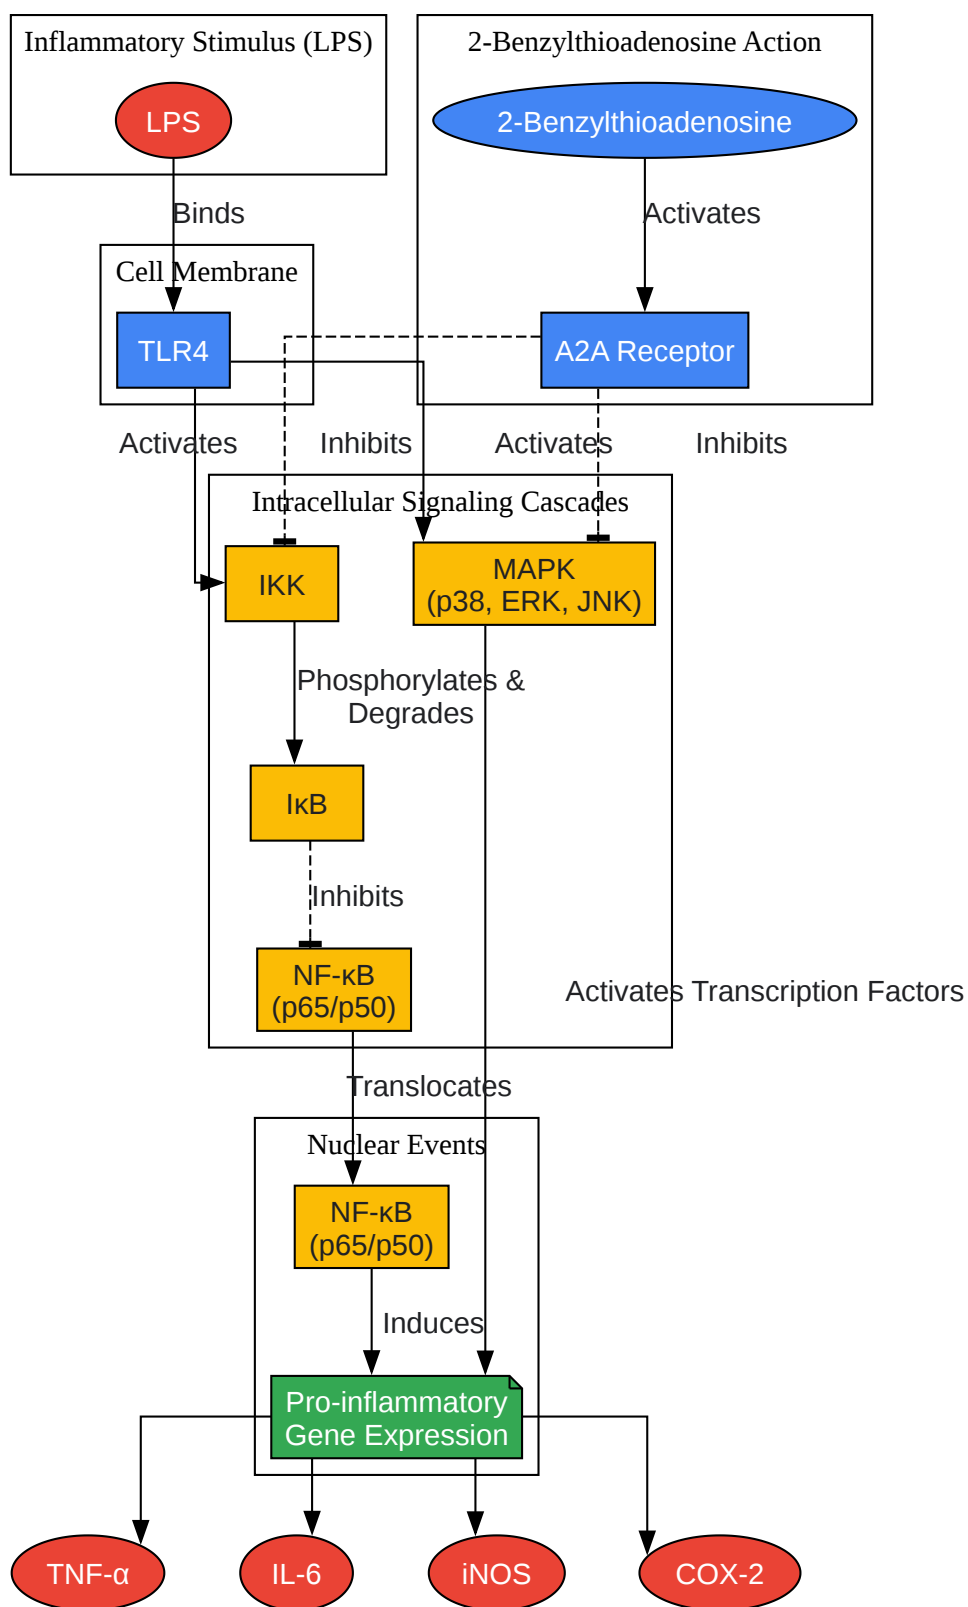 Inflammatory Stimulus (LPS)
2-Benzylthioadenosine Action
LPS
2-Benzylthioadenosine
Binds
Activates
Cell Membrane
TLR4
A2A Receptor
Activates
Inhibits
Activates
Inhibits
Intracellular Signaling Cascades
IKK
MAPK
(p38, ERK, JNK)
Phosphorylates &
Degrades
IκB
Inhibits
NF-κB
(p65/p50)
Activates Transcription Factors
Translocates
Nuclear Events
NF-κB
(p65/p50)
Induces
Pro-inflammatory
Gene Expression
TNF-α
IL-6
iNOS
COX-2